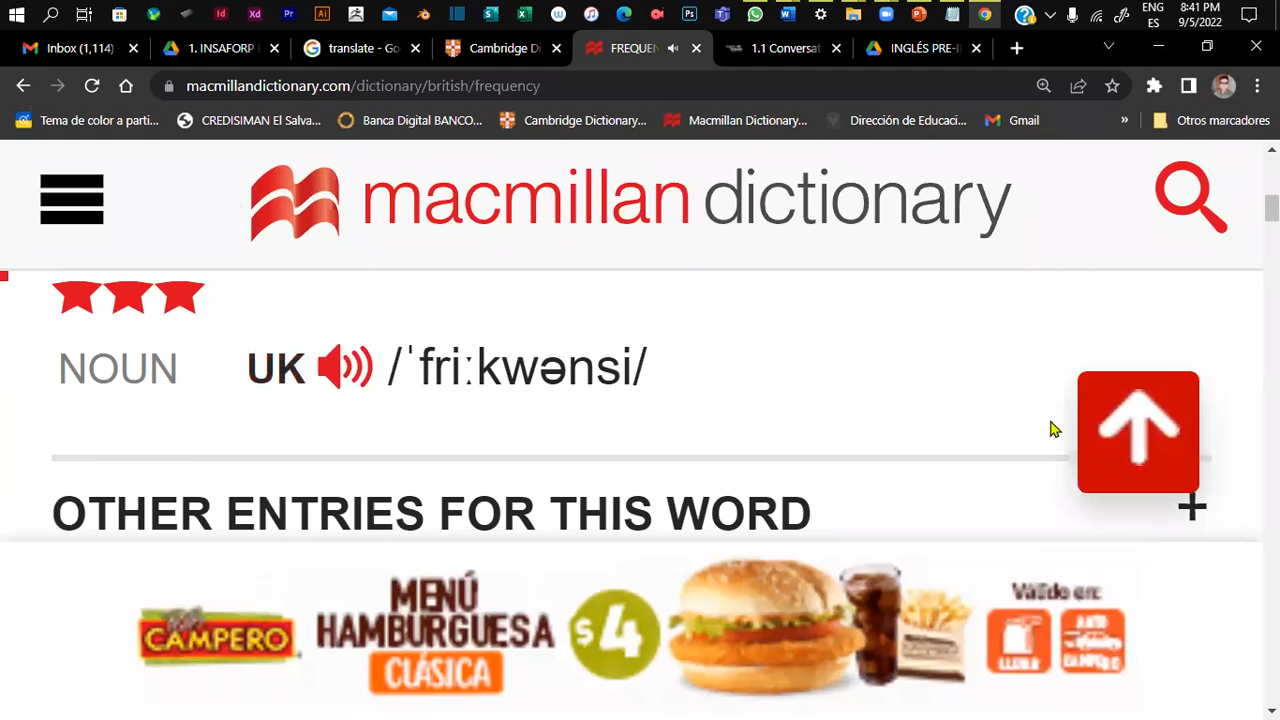 8:41 PM
ENG
ES
9/5/2022
Inbox (1,114)
1. INSAFORP (
translate - Go
Cambridge Di
FREQUEN
1.1 Conversat
INGLÉS PRE-I
macmillandictionary.com/dictionary/british/frequency
Tema de color a parti...
CREDISIMAN El Salva...
Banca Digital BANCO...
Cambridge Dictionary...
Macmillan Dictionary...
Dirección de Educaci...
Gmail
»
Otros marcadores
macmillan dictionary
NOUN UK /ˈfriːkwənsi/
OTHER ENTRIES FOR THIS WORD +
CAMPERO
MENÚ
HAMBURGUESA
CLÁSICA
$4
Válido en:
LLEVAR
AUTO
CAMPERO